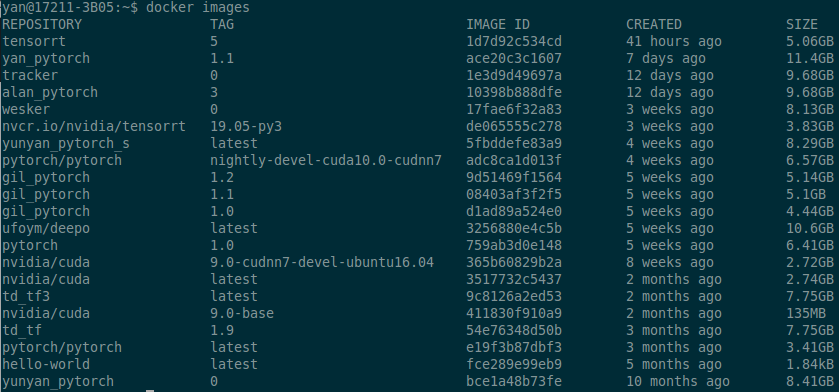 yan@17211-3B05:~$ docker images
REPOSITORY TAG IMAGE ID CREATED SIZE
tensorrt 5 1d7d92c534cd 41 hours ago 5.06GB
yan_pytorch 1.1 ace20c3c1607 7 days ago 11.4GB
tracker 0 1e3d9d49697a 12 days ago 9.68GB
alan_pytorch 3 10398b888dfe 12 days ago 9.68GB
wesker 0 17fae6f32a83 3 weeks ago 8.13GB
nvcr.io/nvidia/tensorrt 19.05-py3 de065555c278 3 weeks ago 3.83GB
yunyan_pytorch_s latest 5fbddefe83a9 4 weeks ago 8.29GB
pytorch/pytorch nightly-devel-cuda10.0-cudnn7 adc8ca1d013f 4 weeks ago 6.57GB
gil_pytorch 1.2 9d51469f1564 5 weeks ago 5.14GB
gil_pytorch 1.1 08403af3f2f5 5 weeks ago 5.1GB
gil_pytorch 1.0 d1ad89a524e0 5 weeks ago 4.44GB
ufoym/deepo latest 3256880e4c5b 5 weeks ago 10.6GB
pytorch 1.0 759ab3d0e148 5 weeks ago 6.41GB
nvidia/cuda 9.0-cudnn7-devel-ubuntu16.04 365b60829b2a 8 weeks ago 2.72GB
nvidia/cuda latest 3517732c5437 2 months ago 2.74GB
td_tf3 latest 9c8126a2ed53 2 months ago 7.75GB
nvidia/cuda 9.0-base 411830f910a9 2 months ago 135MB
td_tf 1.9 54e76348d50b 3 months ago 7.75GB
pytorch/pytorch latest e19f3b87dbf3 3 months ago 3.41GB
hello-world latest fce289e99eb9 5 months ago 1.84kB
yunyan_pytorch 0 bce1a48b73fe 10 months ago 8.41GB